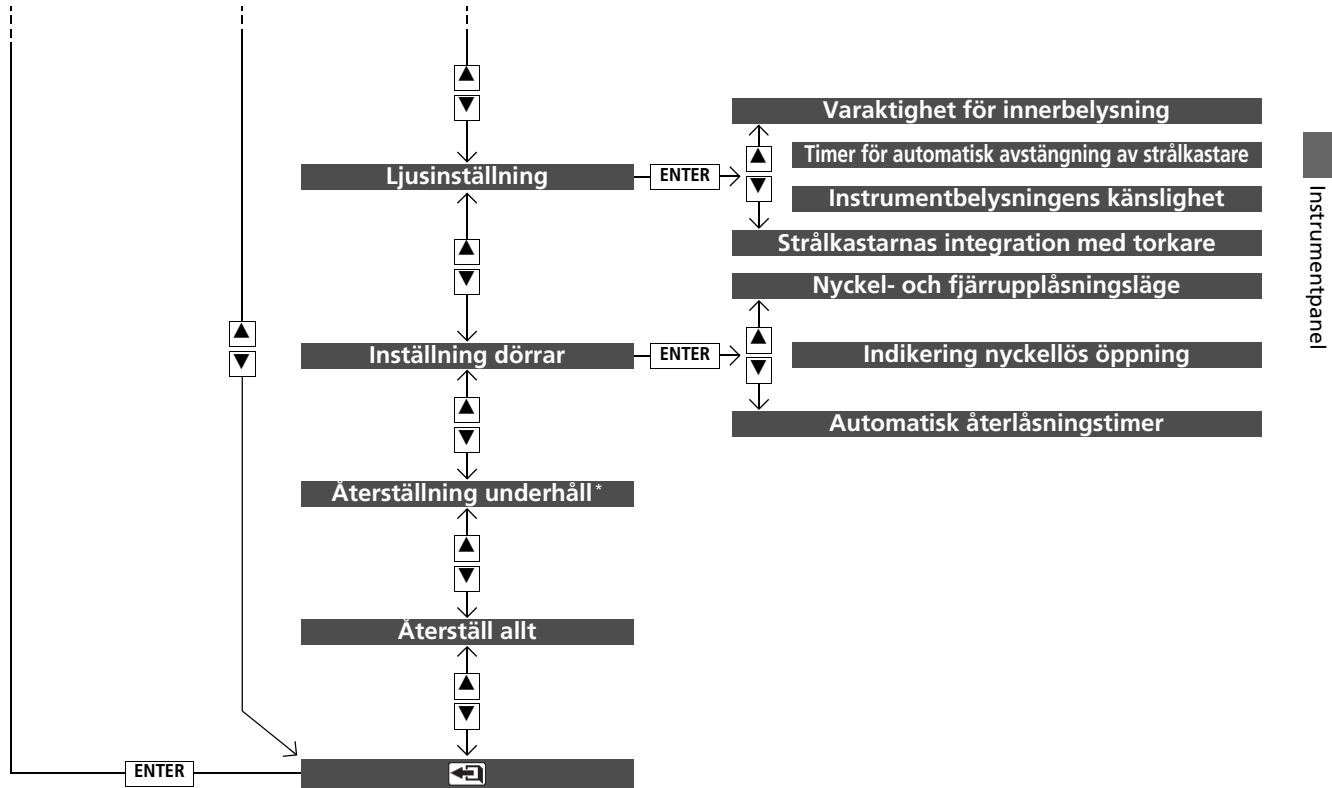 Varaktighet för innerbelysning
Timer för automatisk avstängning av strålkastare
Ljusinställning
ENTER
Instrumentbelysningens känslighet
Strålkastarnas integration med torkare
Nyckel- och fjärrupplåsningsläge
Inställning dörrar
ENTER
Indikering nyckellös öppning
Automatisk återlåsningstimer
Återställning underhåll*
Återställ allt
ENTER
Instrumentpanel